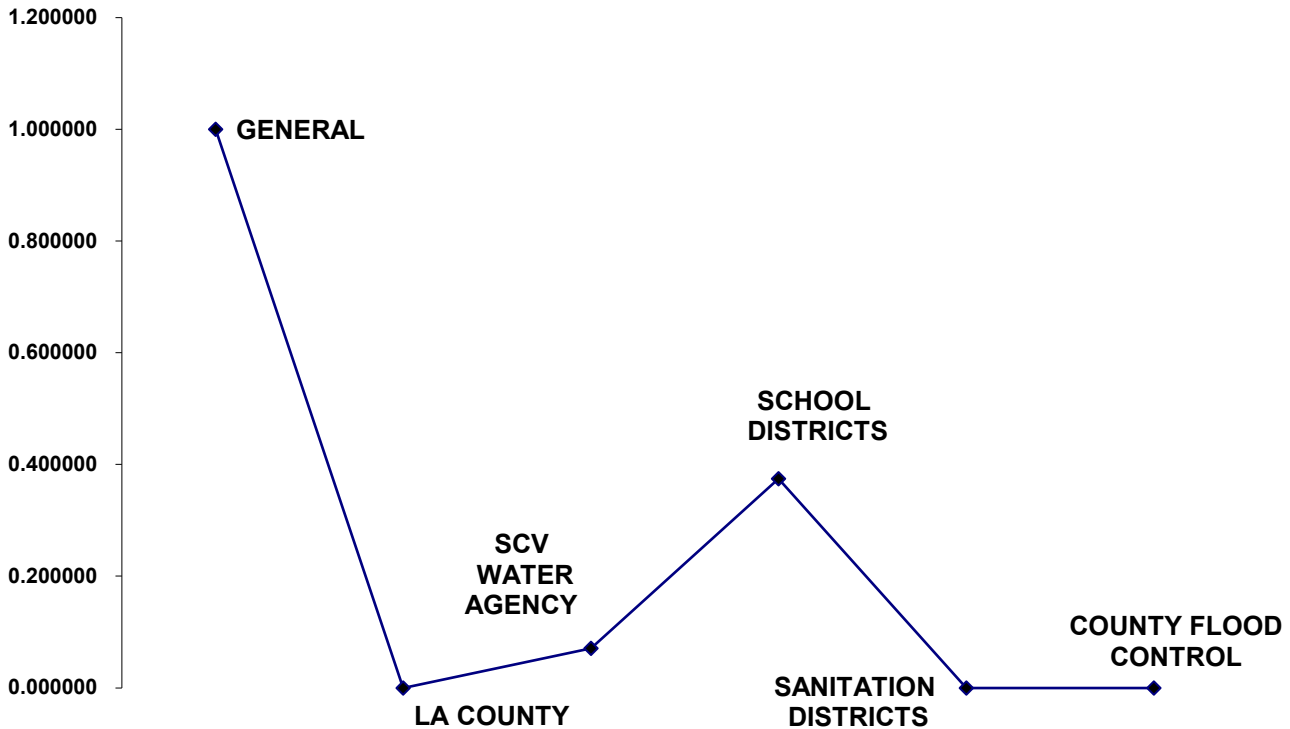 1.200000
1.000000
0.800000
0.600000
0.400000
0.200000
0.000000
GENERAL
LA COUNTY
SCV
WATER
AGENCY
SCHOOL
DISTRICTS
SANITATION
DISTRICTS
COUNTY FLOOD
CONTROL